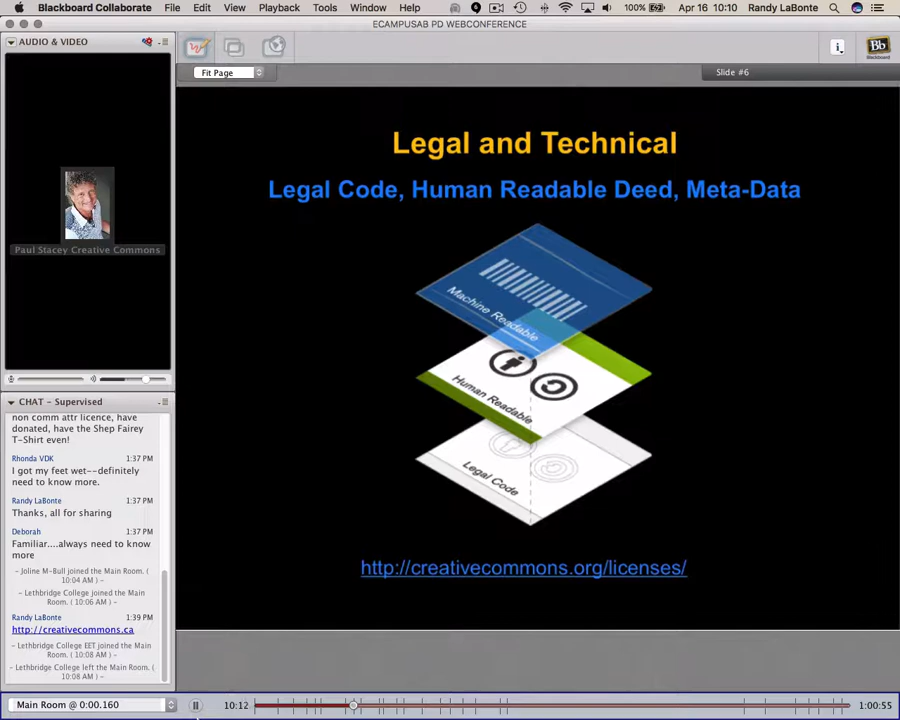 Blackboard Collaborate File Edit View Playback Tools Window Help 100% Apr 16 10:10 Randy LaBonte
ECAMPUSAB PD WEBCONFERENCE
AUDIO & VIDEO
Paul Stacey Creative Commons
CHAT - Supervised
non comm attr licence, have
donated, have the Shep Fairey
T-Shirt even!
Rhonda VDK 1:37 PM
I got my feet wet--definitely
need to know more.
Randy LaBonte 1:37 PM
Thanks, all for sharing
Deborah 1:37 PM
Familiar....always need to know
more
- Joline M-Bull joined the Main Room. (
10:04 AM ) -
- Lethbridge College joined the Main
Room. ( 10:06 AM ) -
Randy LaBonte 1:39 PM
http://creativecommons.ca
- Lethbridge College EET joined the Main
Room. ( 10:08 AM ) -
- Lethbridge College left the Main Room. (
10:08 AM ) -
Fit Page
Slide #6
i
Bb
Blackboard
Legal and Technical
Legal Code, Human Readable Deed, Meta-Data
Machine Readable
Human Readable
Legal Code
http://creativecommons.org/licenses/
Main Room @ 0:00.160
10:12
1:00:55